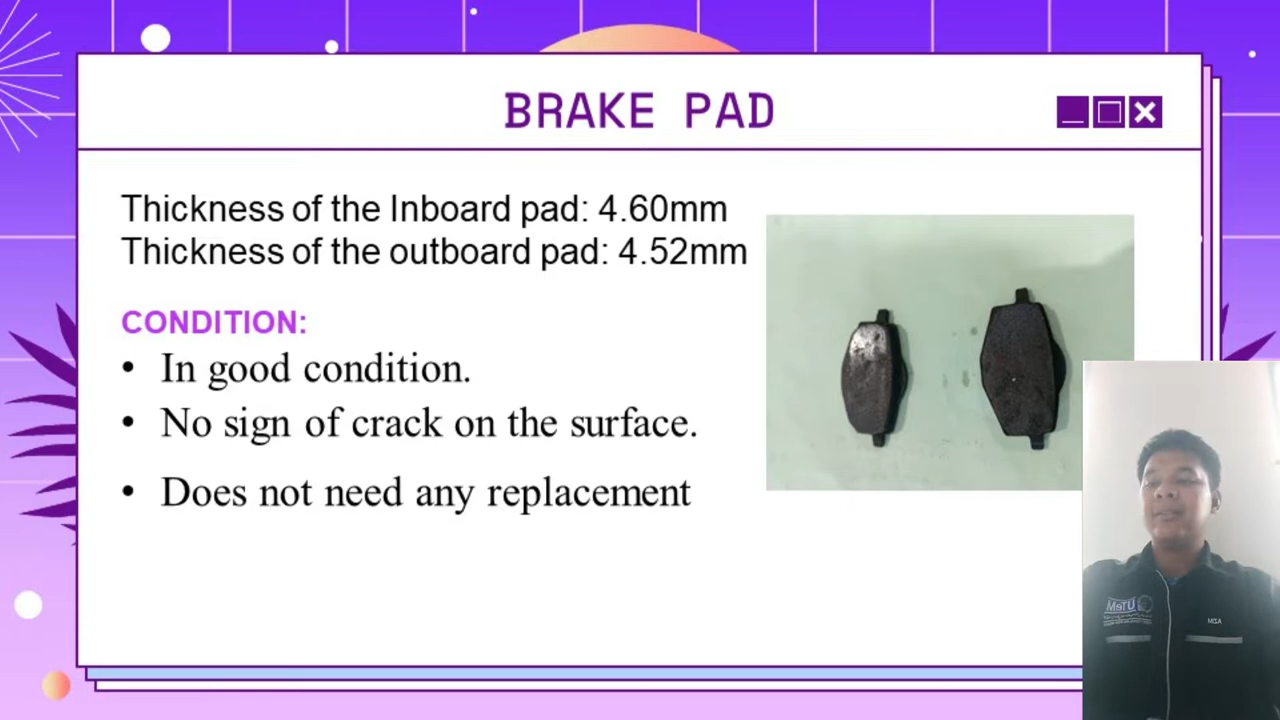 BRAKE PAD
Thickness of the Inboard pad: 4.60mm
Thickness of the outboard pad: 4.52mm
CONDITION:
• In good condition.
• No sign of crack on the surface.
• Does not need any replacement